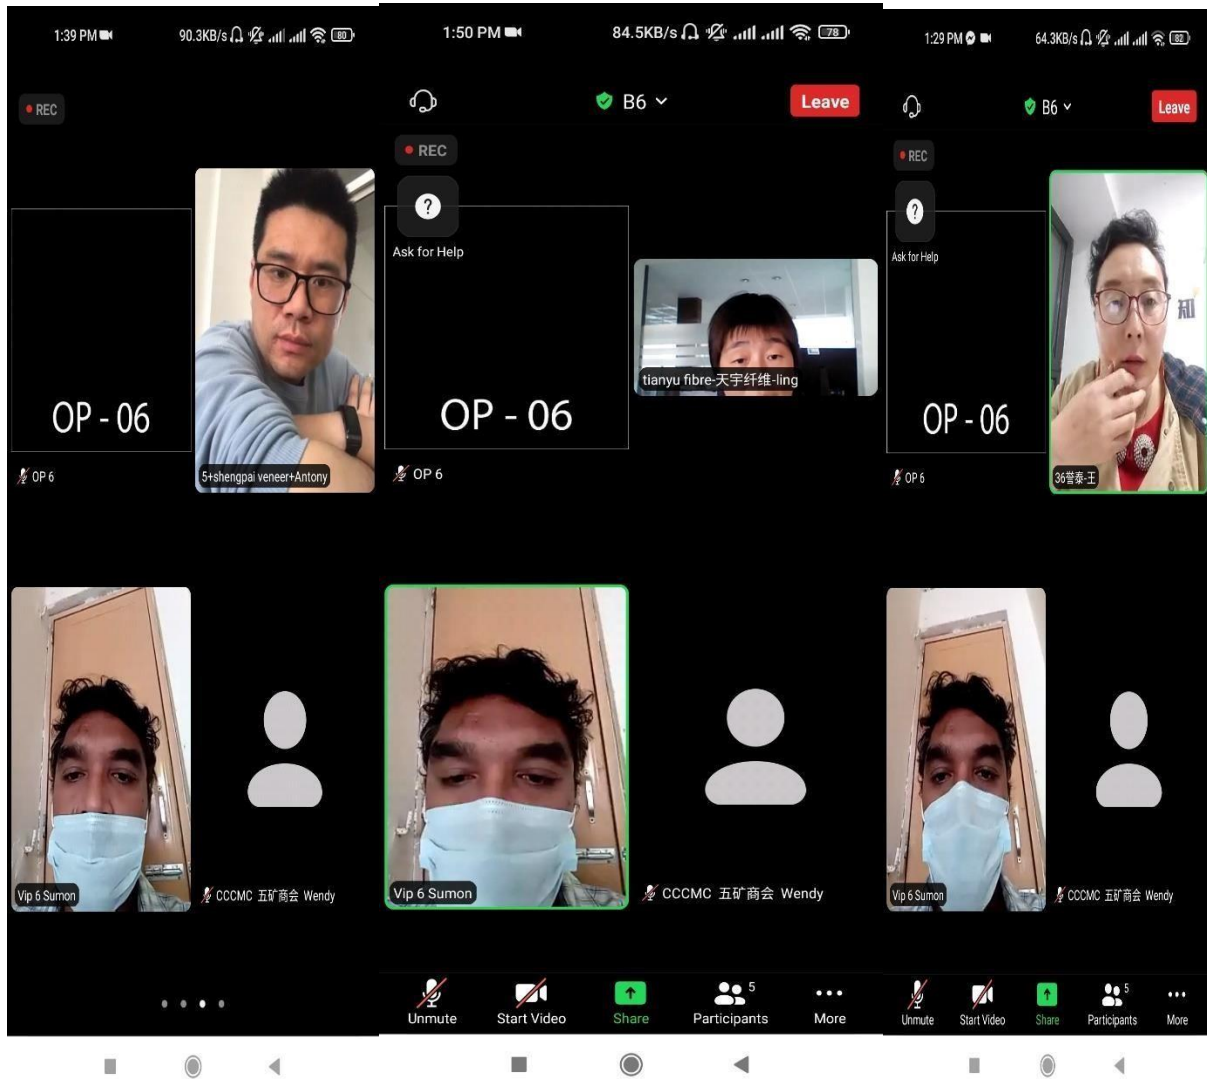 1:39 PM 90.3KB/s 80
REC
OP - 06
OP 6
5+shengpai veneer+Antony
Vip 6 Sumon
CCCMC 五矿商会 Wendy
1:50 PM 84.5KB/s 78
B6
Leave
REC
?
Ask for Help
OP - 06
OP 6
tianyu fibre-天宇纤维-ling
Vip 6 Sumon
CCCMC 五矿商会 Wendy
Unmute Start Video Share Participants 5 More
1:29 PM 64.3KB/s 82
B6
Leave
REC
?
Ask for Help
OP - 06
OP 6
知
36誉泰-王
Vip 6 Sumon
CCCMC 五矿商会 Wendy
Unmute Start Video Share Participants 5 More